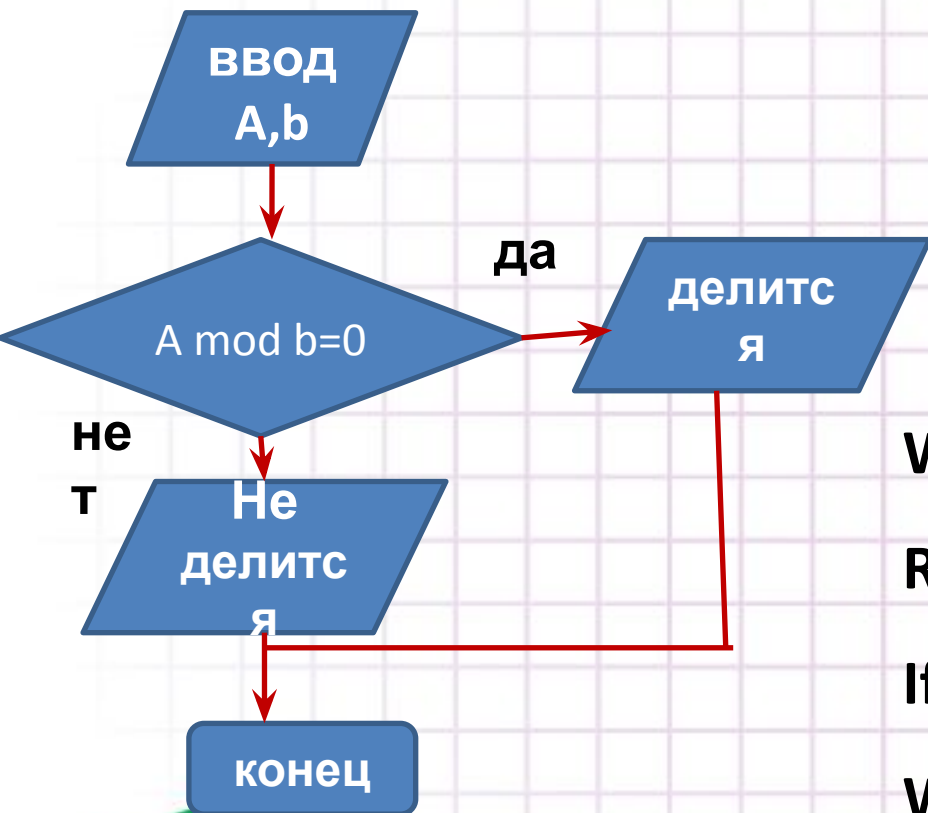 ввод
A,b
да
A mod b=0
делитс
я
не
т
Не
делитс
я
конец